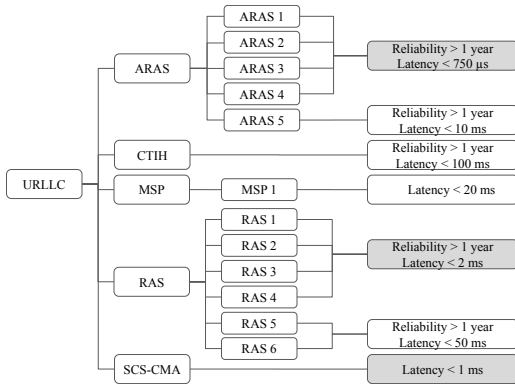 ARAS 1
ARAS 2
ARAS 3
ARAS 4
ARAS 5
ARAS
Reliability > 1 year
Latency < 750 µs
Reliability > 1 year
Latency < 10 ms
CTIH
Reliability > 1 year
Latency < 100 ms
URLLC
MSP
MSP 1
Latency < 20 ms
RAS 1
RAS 2
RAS 3
RAS 4
RAS 5
RAS 6
RAS
Reliability > 1 year
Latency < 2 ms
Reliability > 1 year
Latency < 50 ms
SCS-CMA
Latency < 1 ms